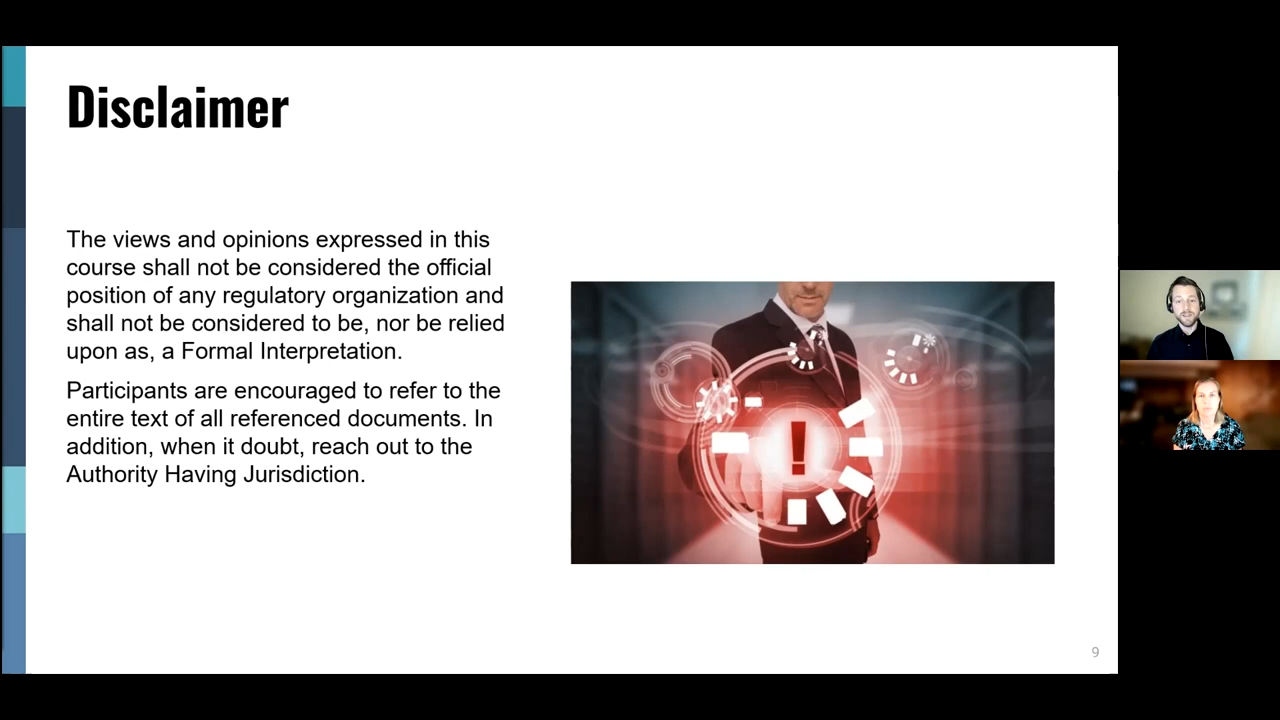 Disclaimer
The views and opinions expressed in this
course shall not be considered the official
position of any regulatory organization and
shall not be considered to be, nor be relied
upon as, a Formal Interpretation.
Participants are encouraged to refer to the
entire text of all referenced documents. In
addition, when it doubt, reach out to the
Authority Having Jurisdiction.
!
9